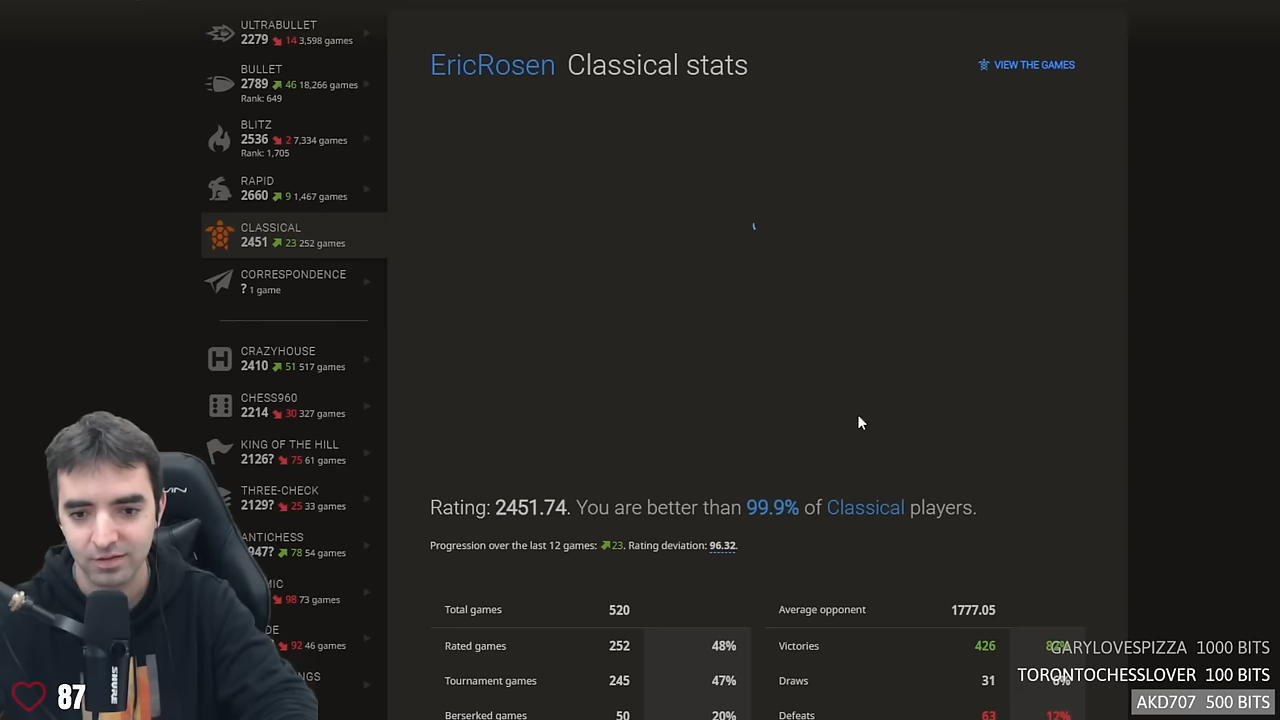 ULTRABULLET
2279 14 3,598 games
BULLET
2789 46 18,266 games
Rank: 649
BLITZ
2536 2 7,334 games
Rank: 1,705
RAPID
2660 9 1,467 games
CLASSICAL
2451 23 252 games
CORRESPONDENCE
? 1 game
CRAZYHOUSE
2410 51 517 games
CHESS960
2214 30 327 games
KING OF THE HILL
2126? 75 61 games
THREE-CHECK
2129? 25 33 games
ANTICHESS
947? 78 54 games
MIC
98 73 games
DE
92 46 games
NGS
EricRosen Classical stats
VIEW THE GAMES
Rating: 2451.74. You are better than 99.9% of Classical players.
Progression over the last 12 games: 23. Rating deviation: 96.32.
Total games 520
Rated games 252 48%
Tournament games 245 47%
Berserked games 50 20%
Average opponent 1777.05
Victories 426
Draws 31 6%
Defeats 63 12%
GARYLOVESPIZZA 1000 BITS
TORONTOCHESSLOVER 100 BITS
AKD707 500 BITS
87
SHURE